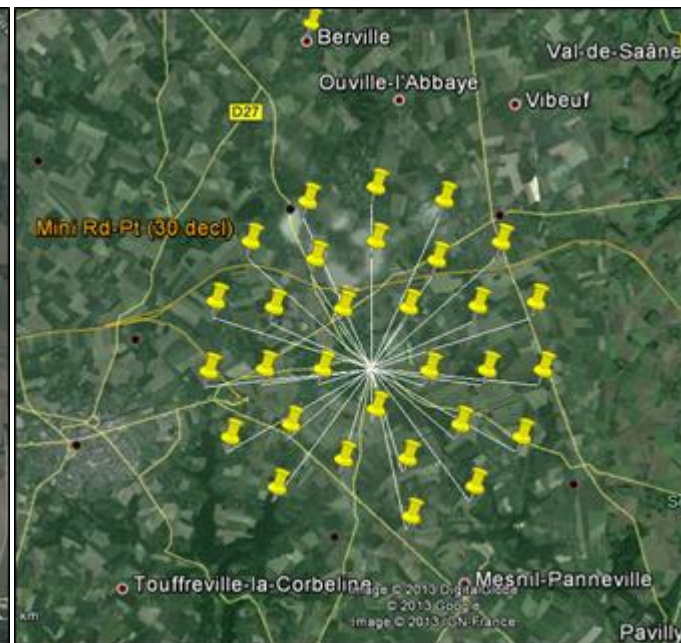 Berville
Val-de-Saâne
Ouville-l'Abbaye
Vibeuf
D27
Mini Rd-Pt (30 decl)
Touffreville-la-Corbeline
Mesnil-Panneville
Image © 2013 DigitalGlobe
© 2013 Google
Image © 2013 IGN-France
km
Pavilly